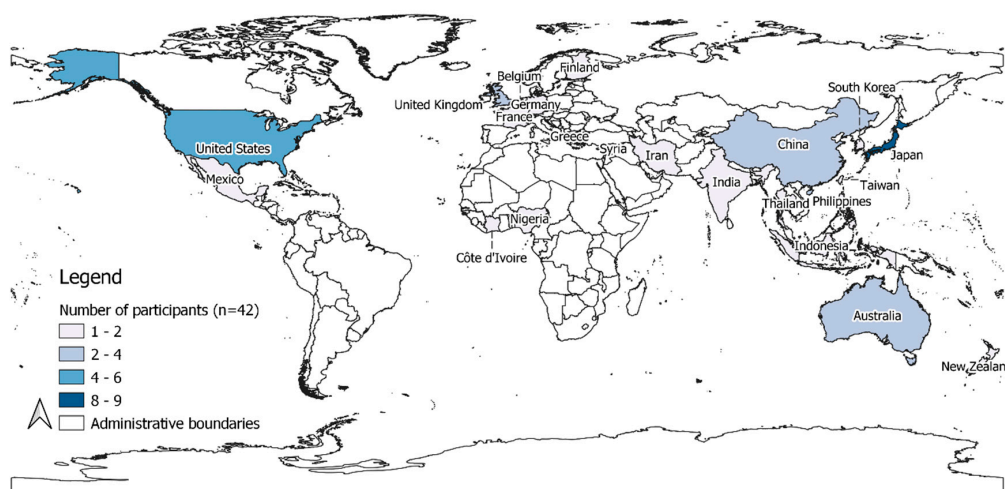 Belgium
Finland
United Kingdom
Germany
France
South Korea
Greece
United States
Syria
Iran
China
Japan
Mexico
India
Taiwan
Thailand
Philippines
Nigeria
Indonesia
Côte d'Ivoire
Legend
Number of participants (n=42)
1 - 2
2 - 4
4 - 6
8 - 9
Administrative boundaries
Australia
New Zealan